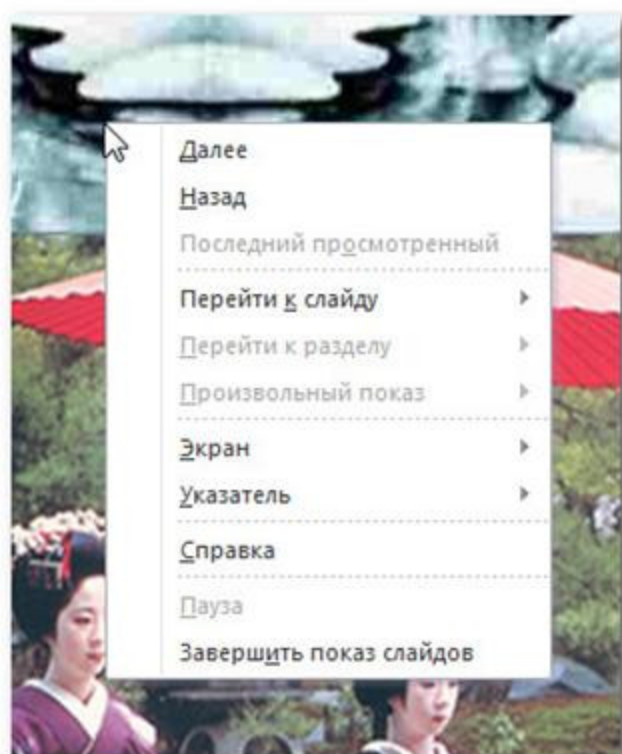 Далее
Назад
Последний просмотренный
Перейти к слайду
Перейти к разделу
Произвольный показ
Экран
Указатель
Справка
Пауза
Завершить показ слайдов